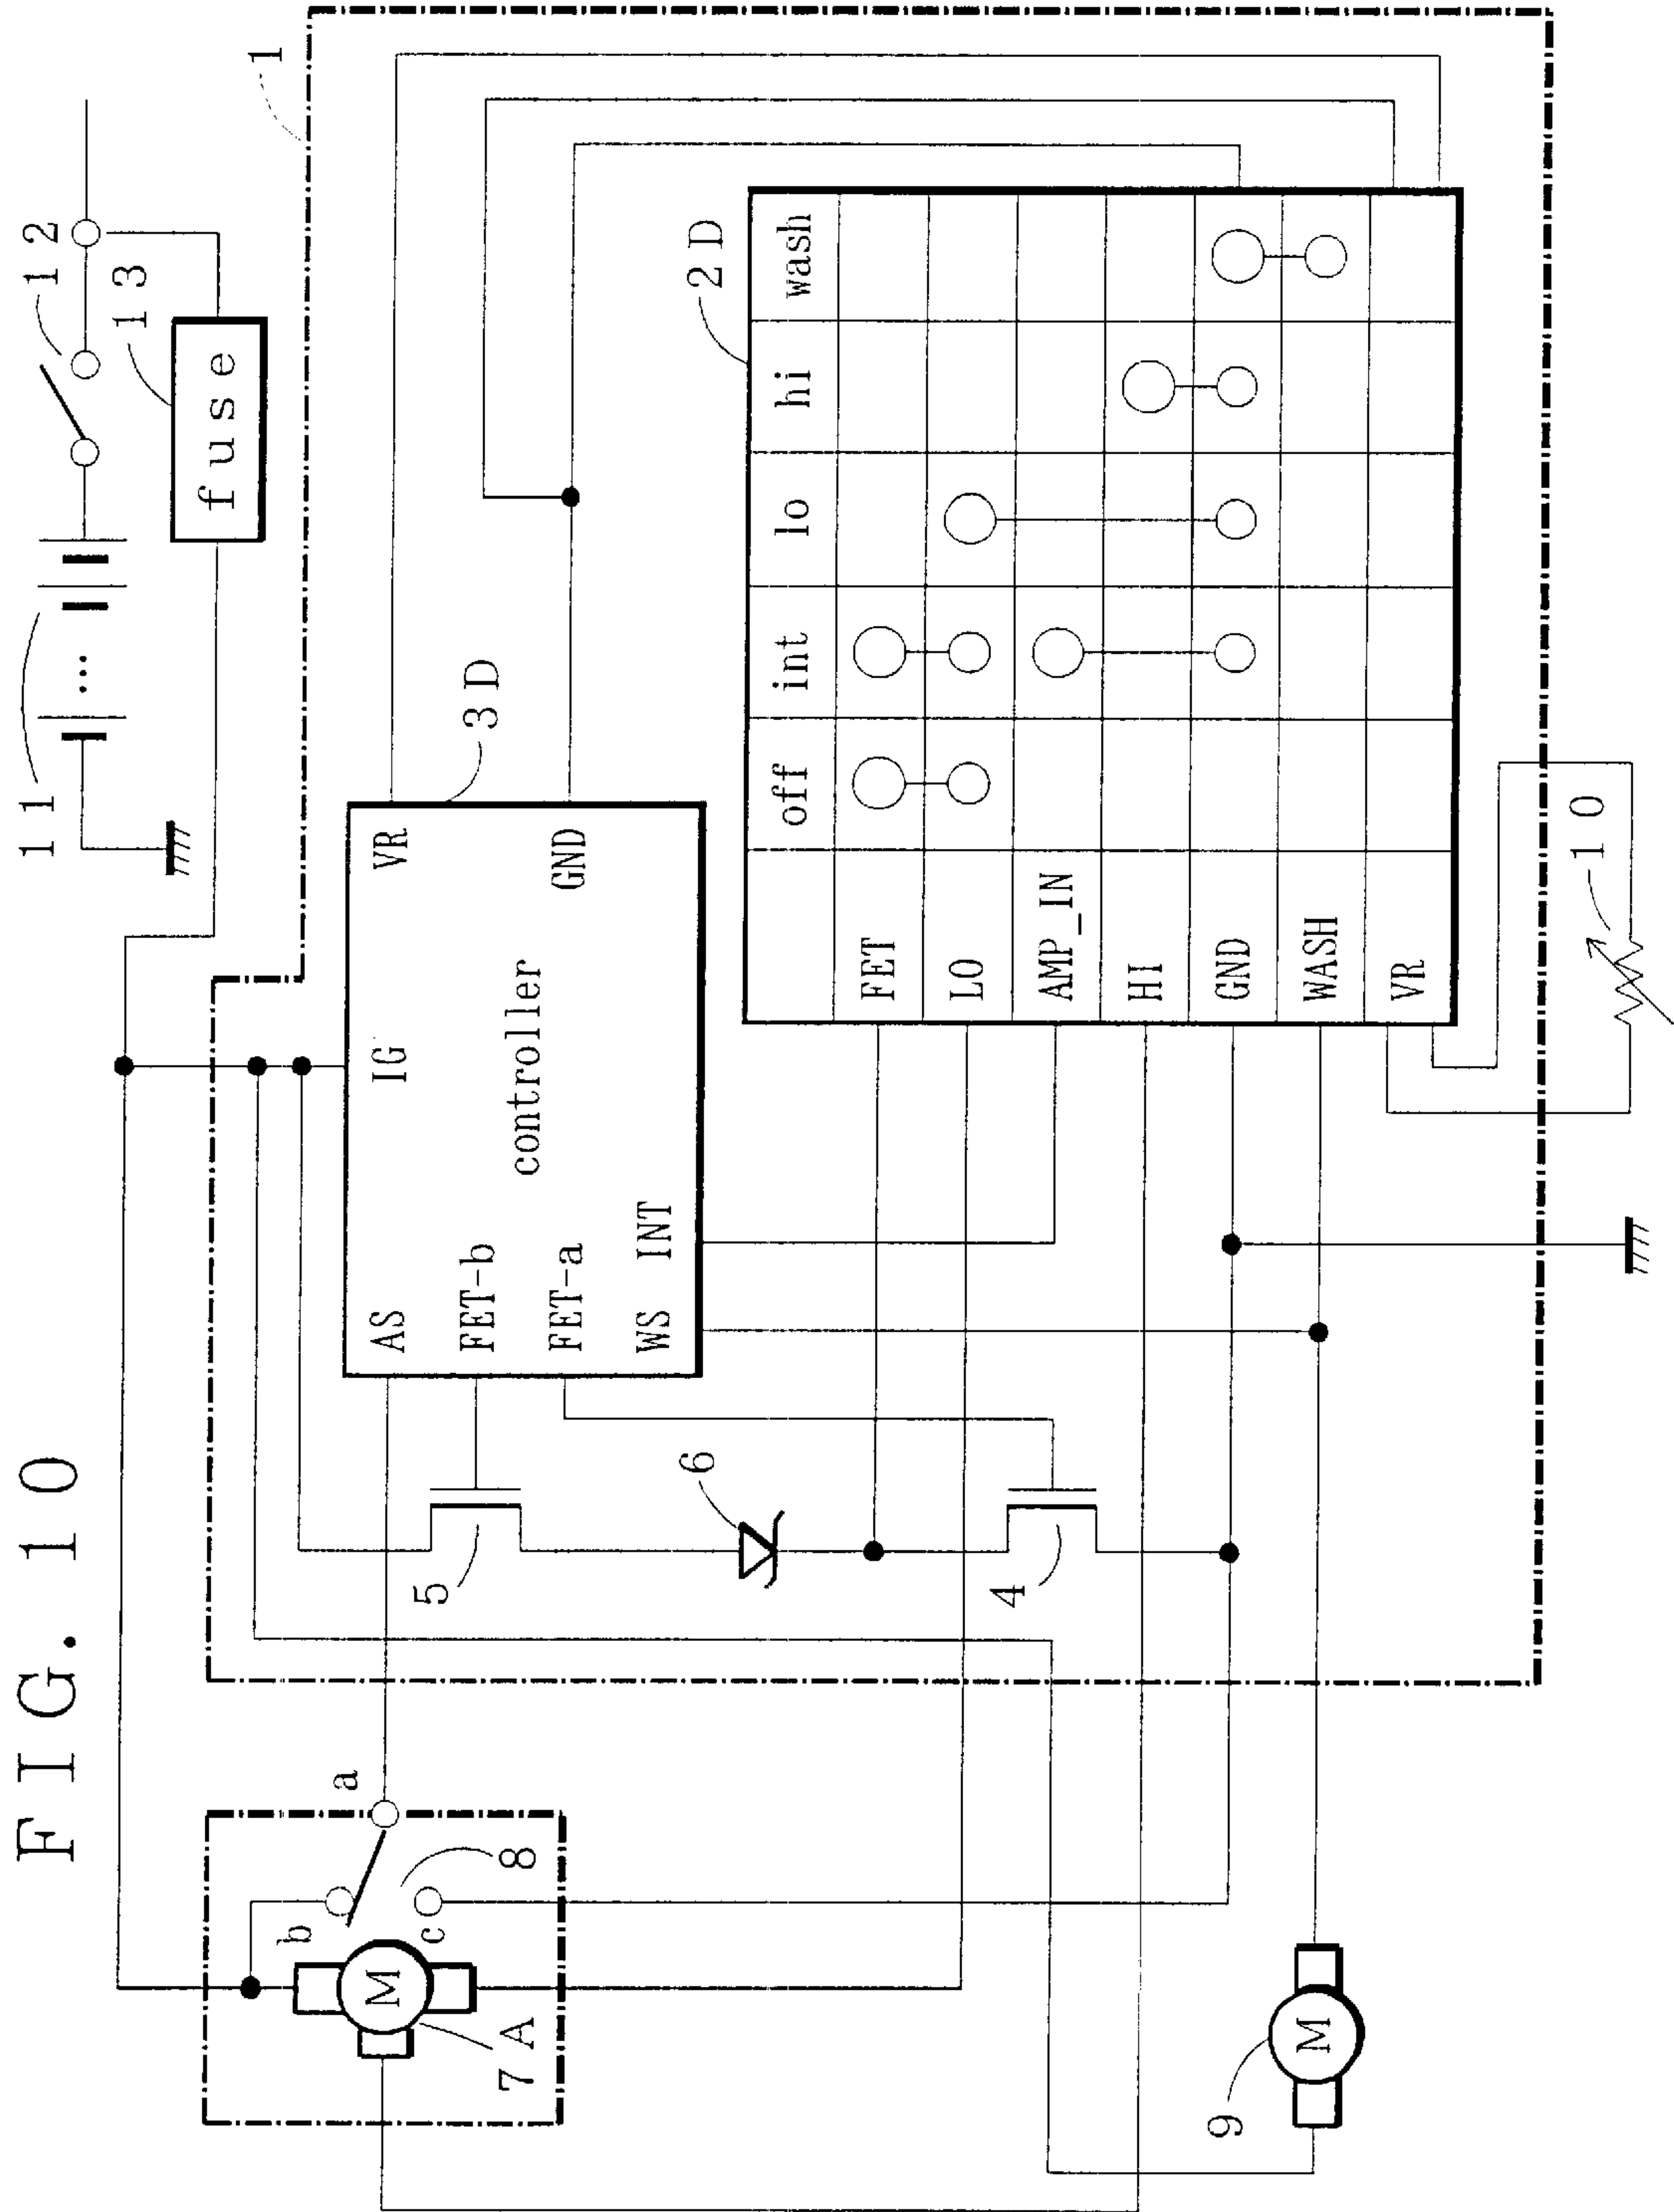 FIG. 10
11
12
13
fuse
1
3D
AS
IG
VR
FET-b
controller
FET-a
GND
WS
INT
2D
off
int
lo
hi
wash
FET
LO
AMP_IN
HI
GND
WASH
VR
5
6
4
a
b
c
8
M
7A
M
9
10